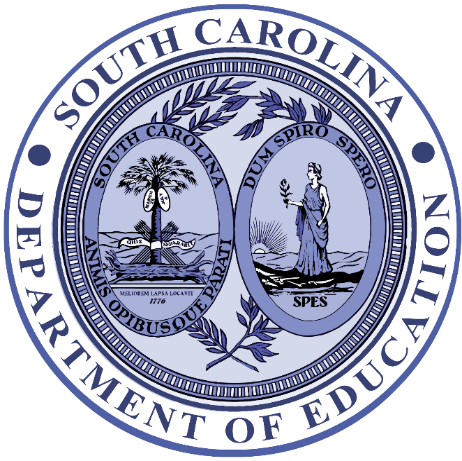 SOUTH CAROLINA
DEPARTMENT OF EDUCATION
SOUTH CAROLINA
ANIMIS OPIBUSQUE PARATI
MELIOREM LAPSA LOCAVIT
1776
DUM SPIRO SPERO
SPES